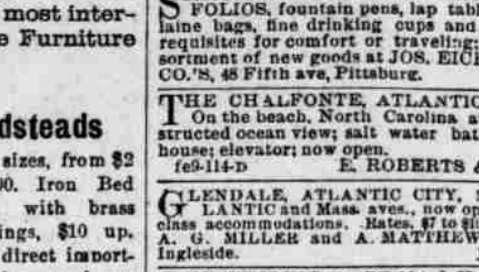 most inter-
e Furniture
dsteads
sizes, from $2
00. Iron Bed
with brass
ings, $10 up.
direct import-
FOLIOS, fountain pens, lap tabl
laine bags, fine drinking cups and
requisites for comfort or traveling;
sortment of new goods at JOS. EICH
CO.'S, 48 Fifth ave, Pittsburg.
THE CHALFONTE, ATLANTIC
On the beach, North Carolina a
structed ocean view; salt water bat
house; elevator; now open.
fe9-114-D E. ROBERTS &
GLENDALE, ATLANTIC CITY,
LANTIC and Mass. aves., now op
class accommodations. Rates, $7 to $1
A. G. MILLER and A. MATTHEW
Ingleside.